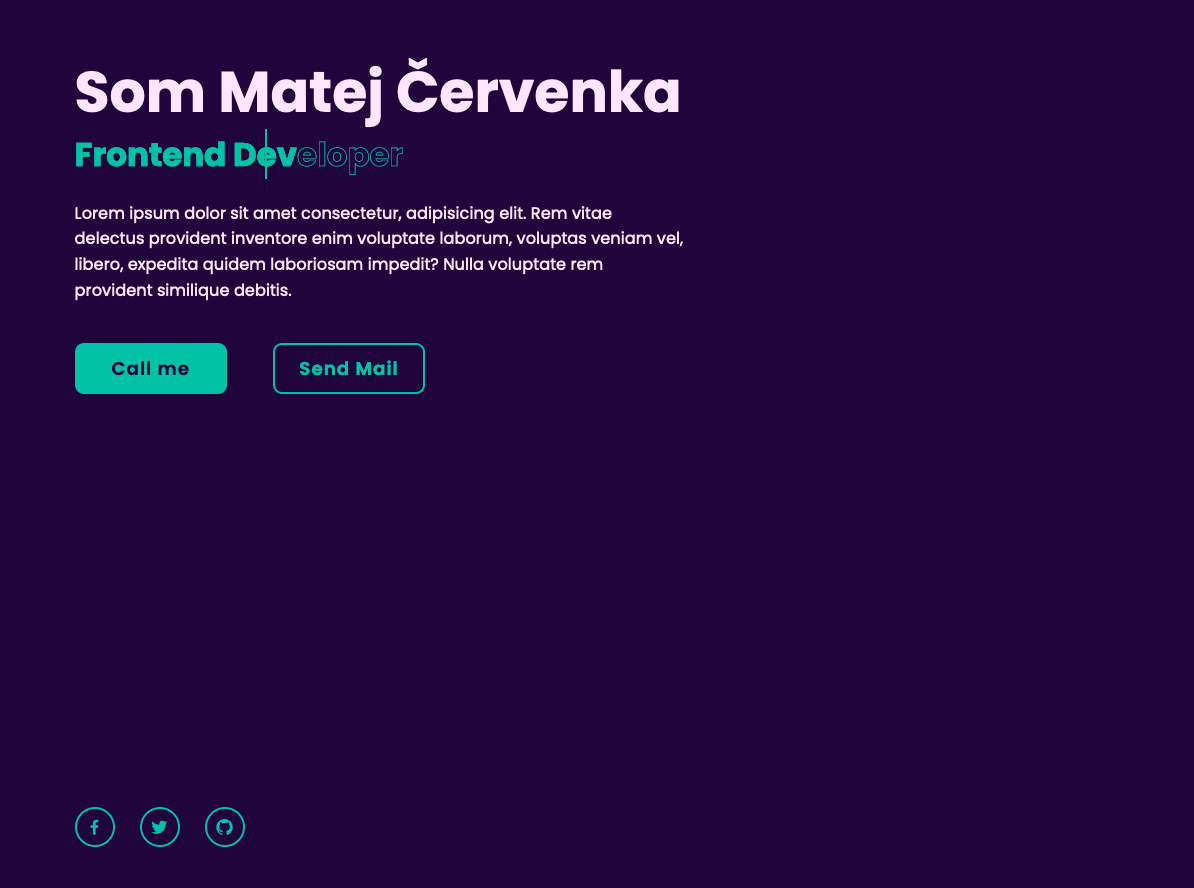 Som Matej Červenka
Frontend Developer
Lorem ipsum dolor sit amet consectetur, adipisicing elit. Rem vitae
delectus provident inventore enim voluptate laborum, voluptas veniam vel,
libero, expedita quidem laboriosam impedit? Nulla voluptate rem
provident similique debitis.
Call me
Send Mail